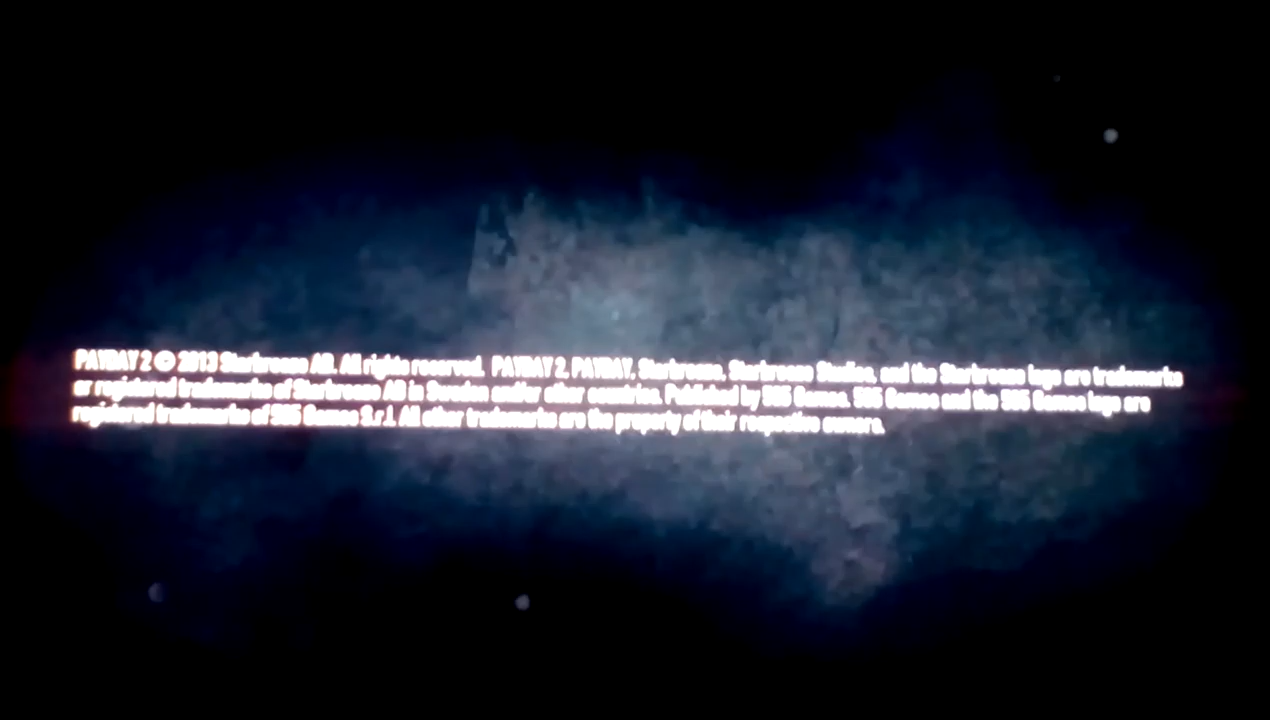 PAYDAY 2 © 2013 Starbreeze AB. All rights reserved. PAYDAY 2, PAYDAY, Starbreeze, Starbreeze Studios, and the Starbreeze logo are trademarks
or registered trademarks of Starbreeze AB in Sweden and/or other countries. Published by 505 Games. 505 Games and the 505 Games logo are
registered trademarks of 505 Games S.r.l. All other trademarks are the property of their respective owners.